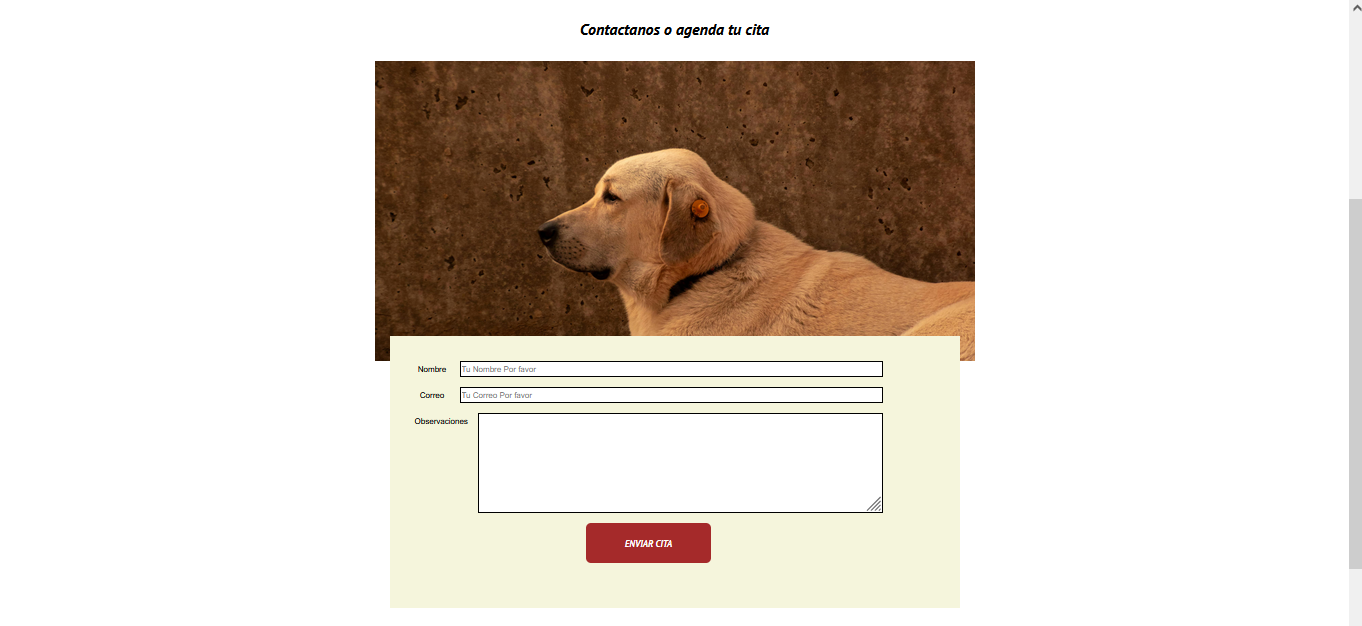 Contactanos o agenda tu cita
Nombre Tu Nombre Por favor
Correo Tu Correo Por favor
Observaciones
ENVIAR CITA